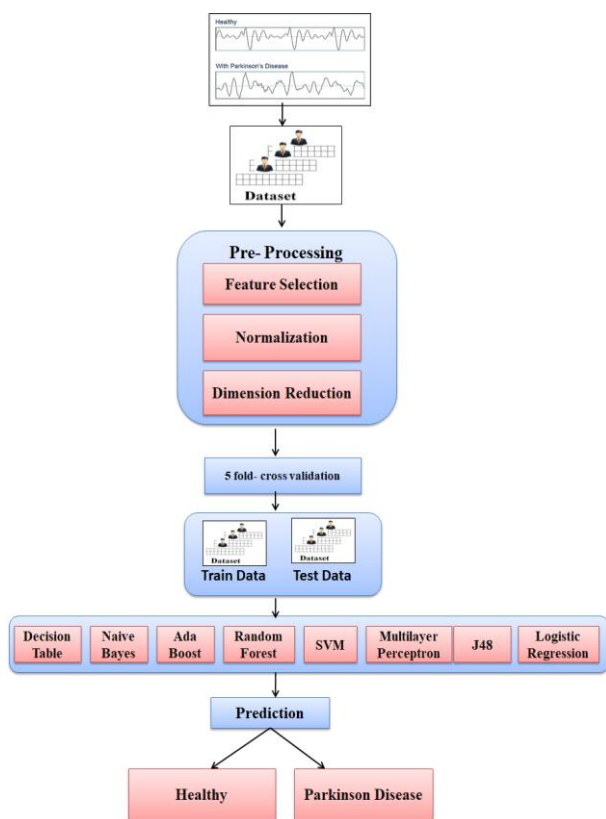 Healthy
With Parkinson's Disease
Dataset
Pre- Processing
Feature Selection
Normalization
Dimension Reduction
5 fold- cross validation
Dataset
Dataset
Train Data
Test Data
Decision
Table
Naive
Bayes
Ada
Boost
Random
Forest
SVM
Multilayer
Perceptron
J48
Logistic
Regression
Prediction
Healthy
Parkinson Disease